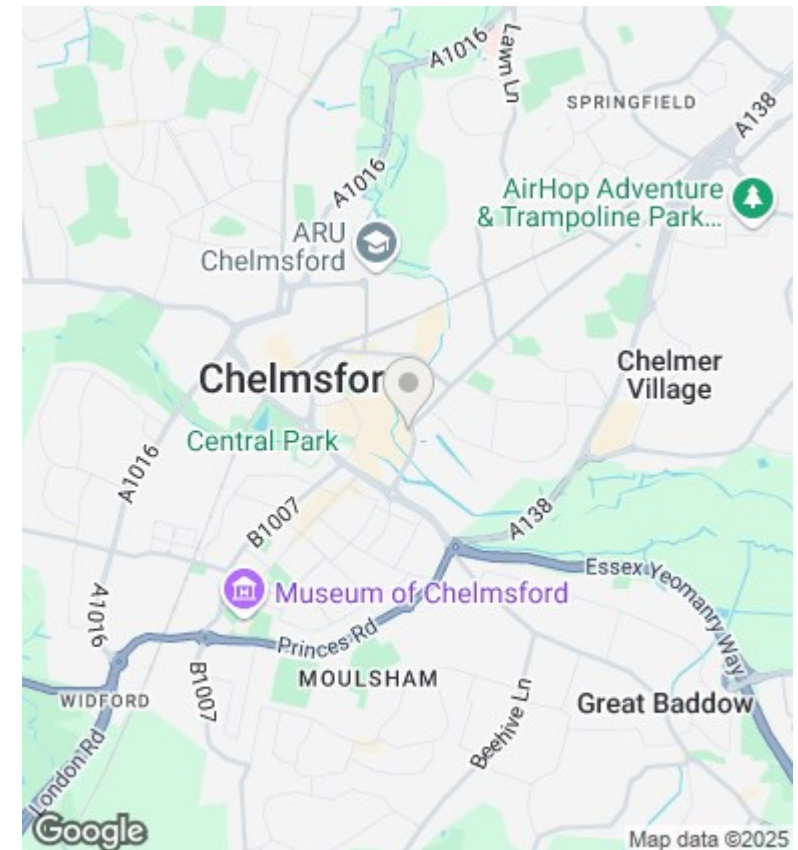 A1016
Lawn Ln
SPRINGFIELD
A138
A1016
AirHop Adventure
& Trampoline Park...
ARU
Chelmsford
Chelmer
Village
Chelmsfor
Central Park
A1016
B1007
A138
Essex Yeomanry Way
Museum of Chelmsford
A1016
Princes Rd
B1007
MOULSHAM
WIDFORD
Beehive Ln
Great Baddow
London Rd
Google
Map data ©2025